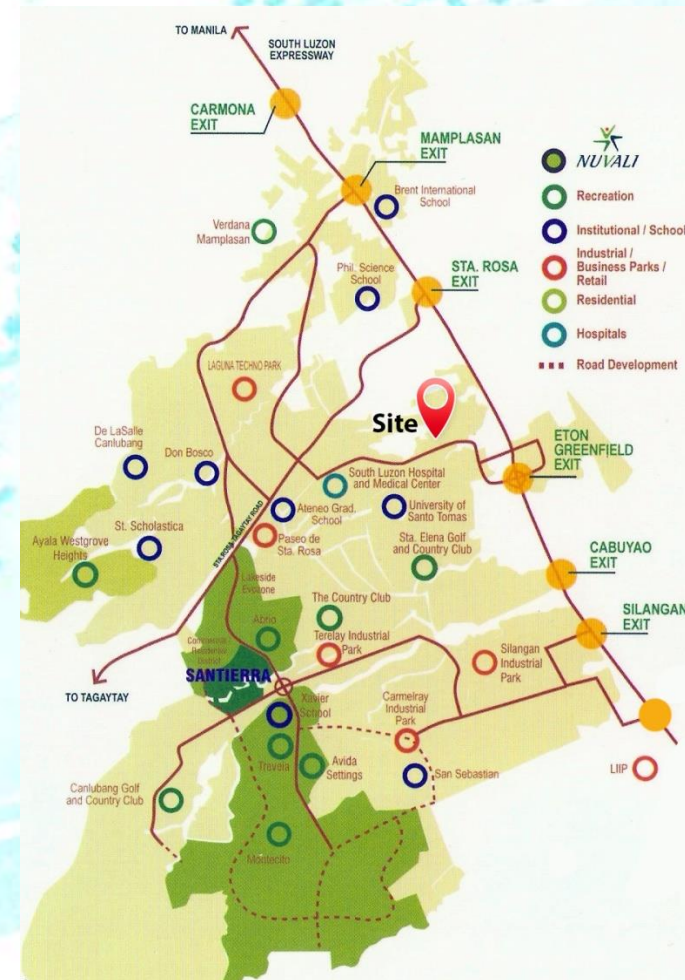 TO MANILA
SOUTH LUZON
EXPRESSWAY
CARMONA
EXIT
MAMPLASAN
EXIT
Brent International
School
NUVALI
Recreation
Institutional / School
Industrial /
Business Parks /
Retail
Residential
Hospitals
Road Development
Verdana
Mamplasan
Phil. Science
School
STA. ROSA
EXIT
LAGUNA TECHNO PARK
Site
ETON
GREENFIELD
EXIT
De LaSalle
Canlubang
Don Bosco
South Luzon Hospital
and Medical Center
Ateneo Grad.
School
University of
Santo Tomas
STA. ROSA TAGAYTAY ROAD
St. Scholastica
Paseo de
Sta. Rosa
Sta. Elena Golf
and Country Club
Ayala Westgrove
Heights
CABUYAO
EXIT
Lakeside
Evozone
The Country Club
SILANGAN
EXIT
Abrio
Terelay Industrial
Park
Silangan
Industrial
Park
SANTIERRA
TO TAGAYTAY
Xavier
School
Carmelray
Industrial
Park
Treveia
Avida
Settings
San Sebastian
LIIP
Canlubang Golf
and Country Club
Montecito